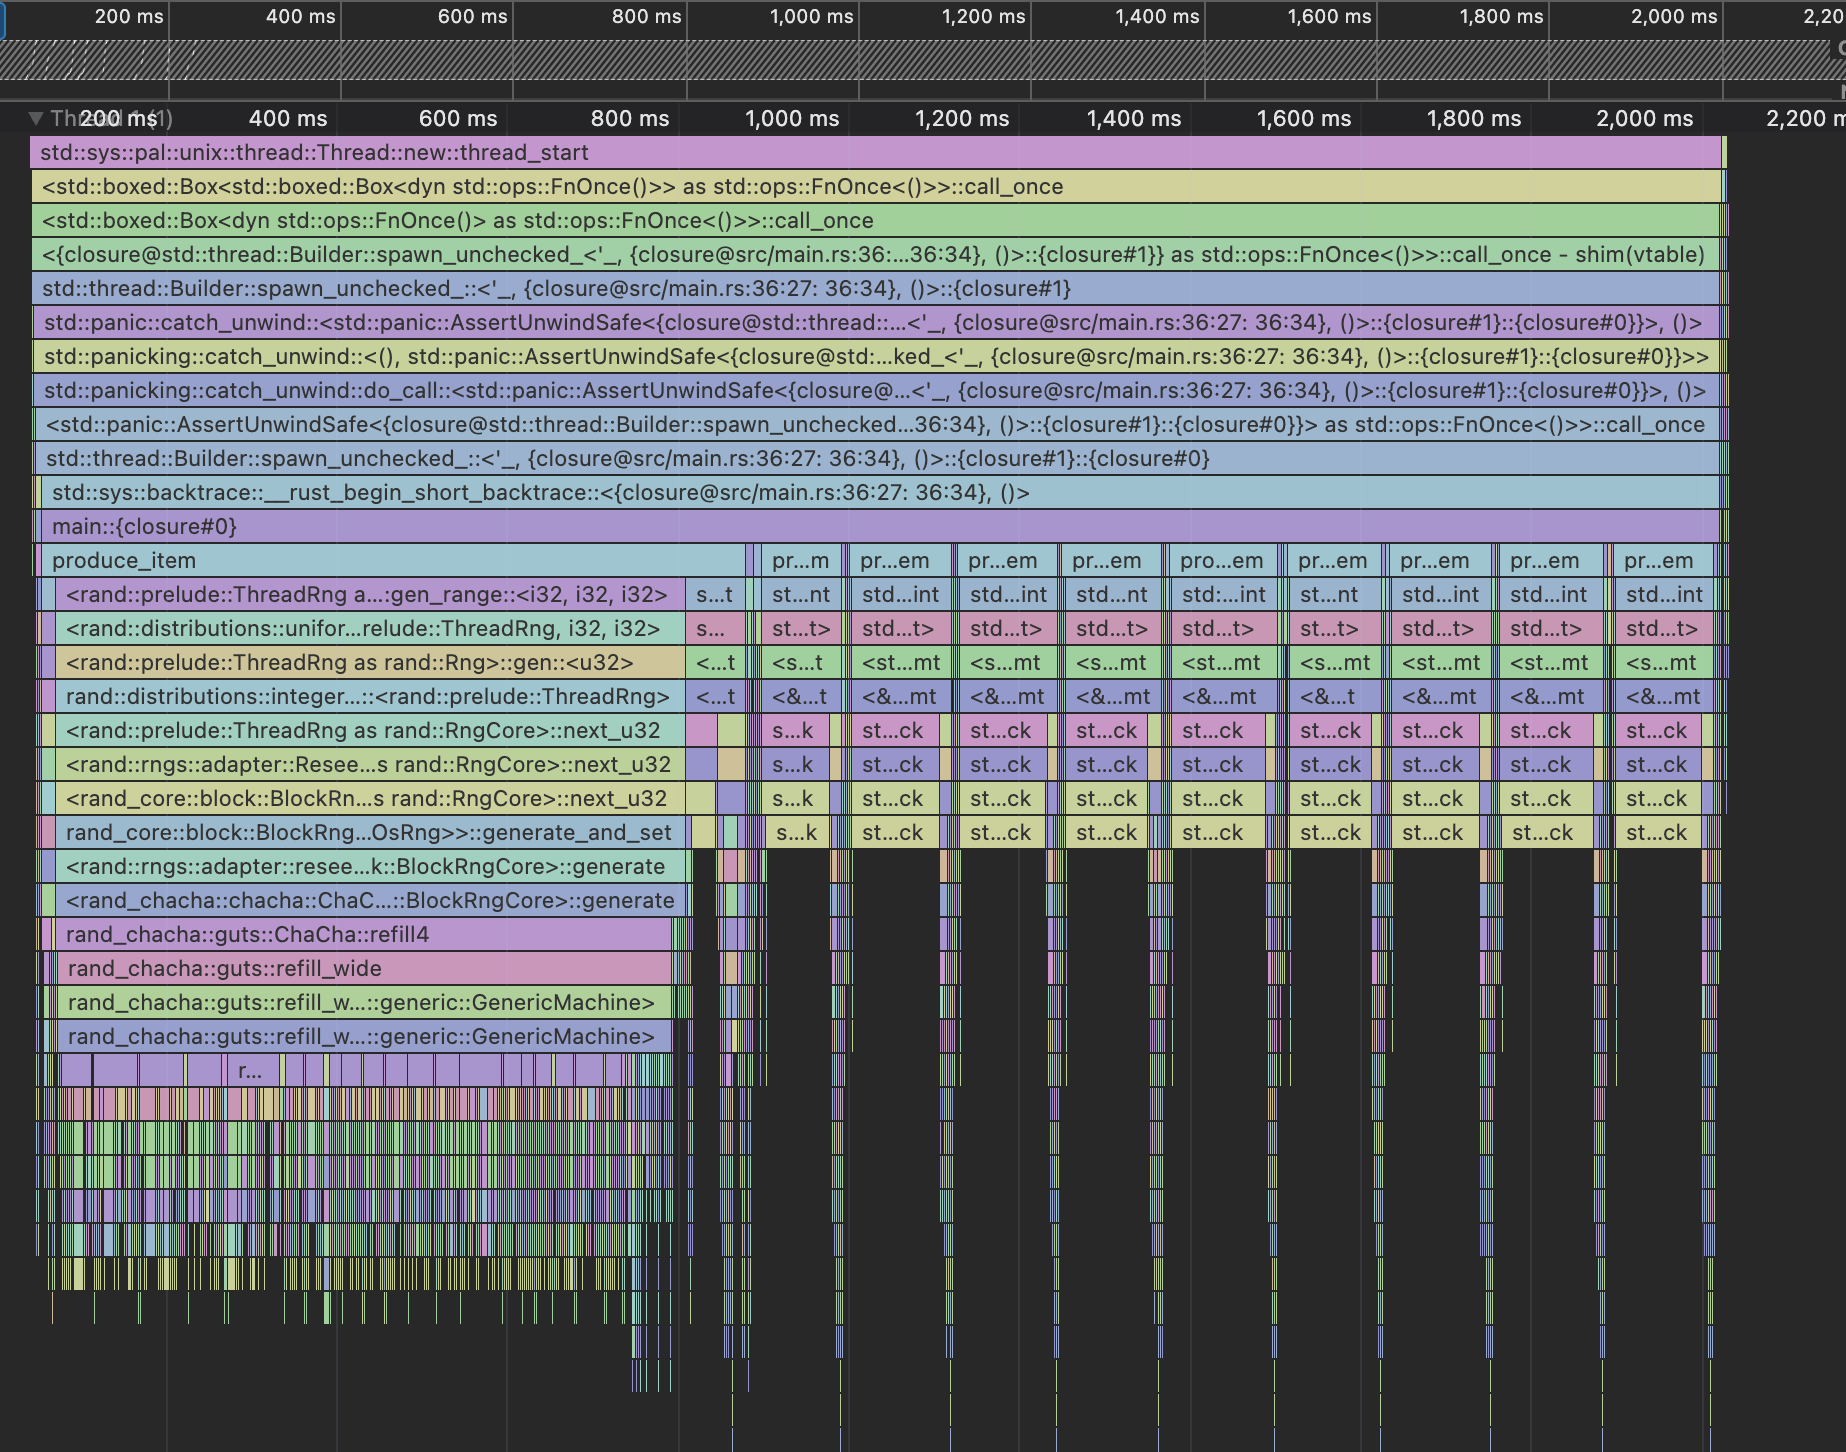 200 ms 400 ms 600 ms 800 ms 1,000 ms 1,200 ms 1,400 ms 1,600 ms 1,800 ms 2,000 ms 2,20
Thread 1 (1) 200 ms 400 ms 600 ms 800 ms 1,000 ms 1,200 ms 1,400 ms 1,600 ms 1,800 ms 2,000 ms 2,200 m
std::sys::pal::unix::thread::Thread::new::thread_start
<std::boxed::Box<std::boxed::Box<dyn std::ops::FnOnce()>> as std::ops::FnOnce<()>>::call_once
<std::boxed::Box<dyn std::ops::FnOnce()> as std::ops::FnOnce<()>>::call_once
<{closure@std::thread::Builder::spawn_unchecked_<'_, {closure@src/main.rs:36:...36:34}, ()>::{closure#1}} as std::ops::FnOnce<()>>::call_once - shim(vtable)
std::thread::Builder::spawn_unchecked_::<'_, {closure@src/main.rs:36:27: 36:34}, ()>::{closure#1}
std::panic::catch_unwind::<std::panic::AssertUnwindSafe<{closure@std::thread::...<'_, {closure@src/main.rs:36:27: 36:34}, ()>::{closure#1}::{closure#0}}>, ()>
std::panicking::catch_unwind::<(), std::panic::AssertUnwindSafe<{closure@std:...ked_<'_, {closure@src/main.rs:36:27: 36:34}, ()>::{closure#1}::{closure#0}}>>
std::panicking::catch_unwind::do_call::<std::panic::AssertUnwindSafe<{closure@...<'_, {closure@src/main.rs:36:27: 36:34}, ()>::{closure#1}::{closure#0}}>, ()>
<std::panic::AssertUnwindSafe<{closure@std::thread::Builder::spawn_unchecked...36:34}, ()>::{closure#1}::{closure#0}}> as std::ops::FnOnce<()>>::call_once
std::thread::Builder::spawn_unchecked_::<'_, {closure@src/main.rs:36:27: 36:34}, ()>::{closure#1}::{closure#0}
std::sys::backtrace::__rust_begin_short_backtrace::<{closure@src/main.rs:36:27: 36:34}, ()>
main::{closure#0}
produce_item pr...m pr...em pr...em pr...em pro...em pr...em pr...em pr...em pr...em
<rand::prelude::ThreadRng a...:gen_range::<i32, i32, i32> s...t st...nt std...int std...int std...nt std:...int st...nt std...int std...int std...int
<rand::distributions::unifor...relude::ThreadRng, i32, i32> s... st...t> std...t> std...t> std...t> std...t> st...t> std...t> std...t> std...t>
<rand::prelude::ThreadRng as rand::Rng>::gen::<u32> <...t <s...t <st...mt <s...mt <s...mt <st...mt <s...mt <st...mt <st...mt <s...mt
rand::distributions::integer...::<rand::prelude::ThreadRng> <...t <&...t <&...mt <&...mt <&...mt <&...mt <&...t <&...mt <&...mt <&...mt
<rand::prelude::ThreadRng as rand::RngCore>::next_u32 s...k st...ck st...ck st...ck st...ck st...ck st...ck st...ck st...ck
<rand::rngs::adapter::Resee...s rand::RngCore>::next_u32 s...k st...ck st...ck st...ck st...ck st...ck st...ck st...ck st...ck
<rand_core::block::BlockRn...s rand::RngCore>::next_u32 s...k st...ck st...ck st...ck st...ck st...ck st...ck st...ck st...ck
rand_core::block::BlockRng...OsRng>>::generate_and_set s...k st...ck st...ck st...ck st...ck st...ck st...ck st...ck st...ck
<rand::rngs::adapter::resee...k::BlockRngCore>::generate
<rand_chacha::chacha::ChaC...::BlockRngCore>::generate
rand_chacha::guts::ChaCha::refill4
rand_chacha::guts::refill_wide
rand_chacha::guts::refill_w...::generic::GenericMachine>
rand_chacha::guts::refill_w...::generic::GenericMachine>
r...